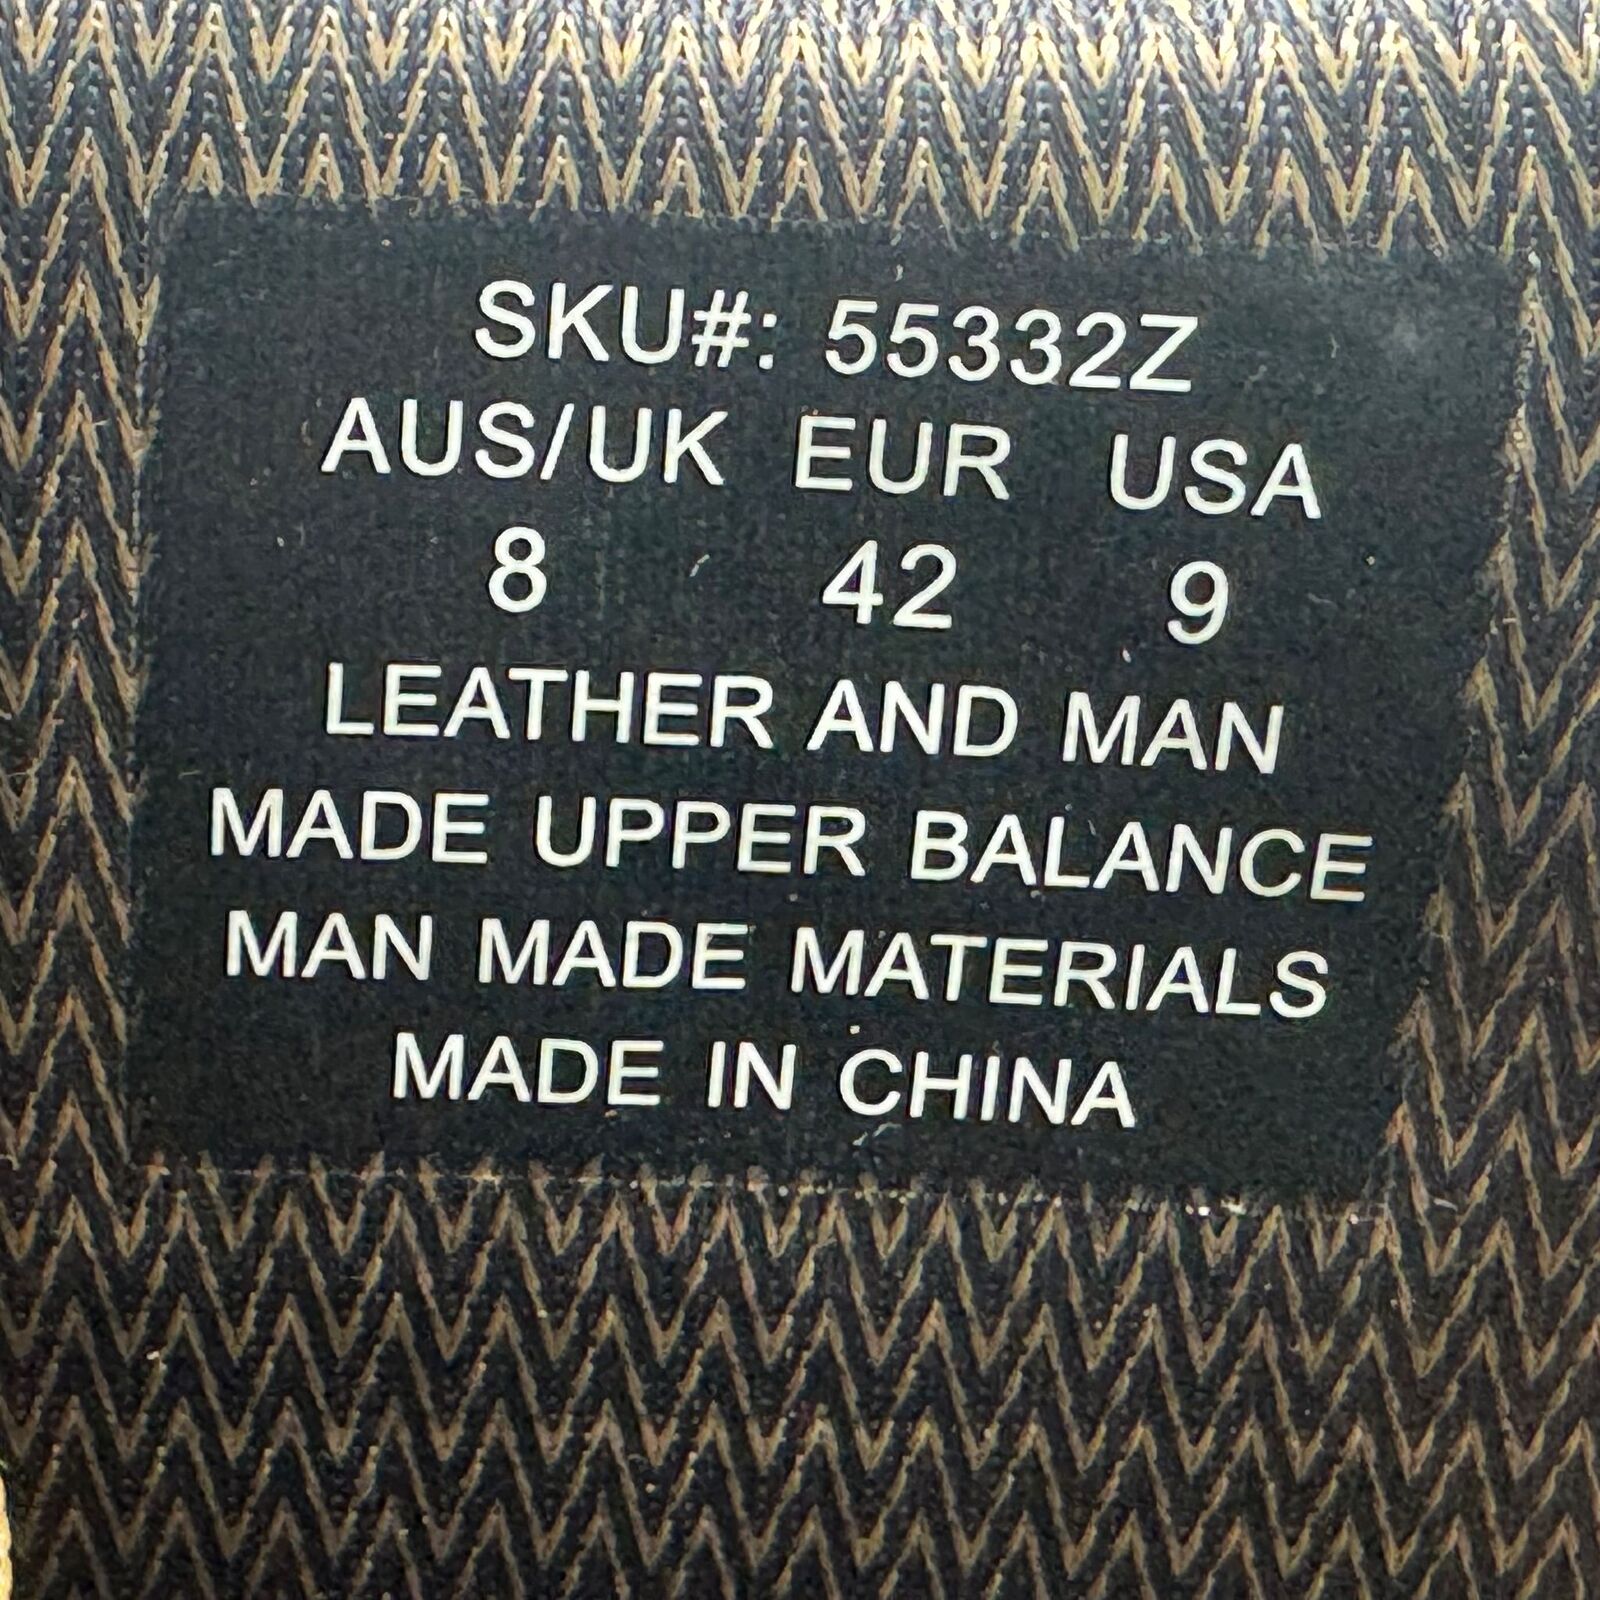 SKU#: 55332Z
AUS/UK EUR USA
8 42 9
LEATHER AND MAN
MADE UPPER BALANCE
MAN MADE MATERIALS
MADE IN CHINA